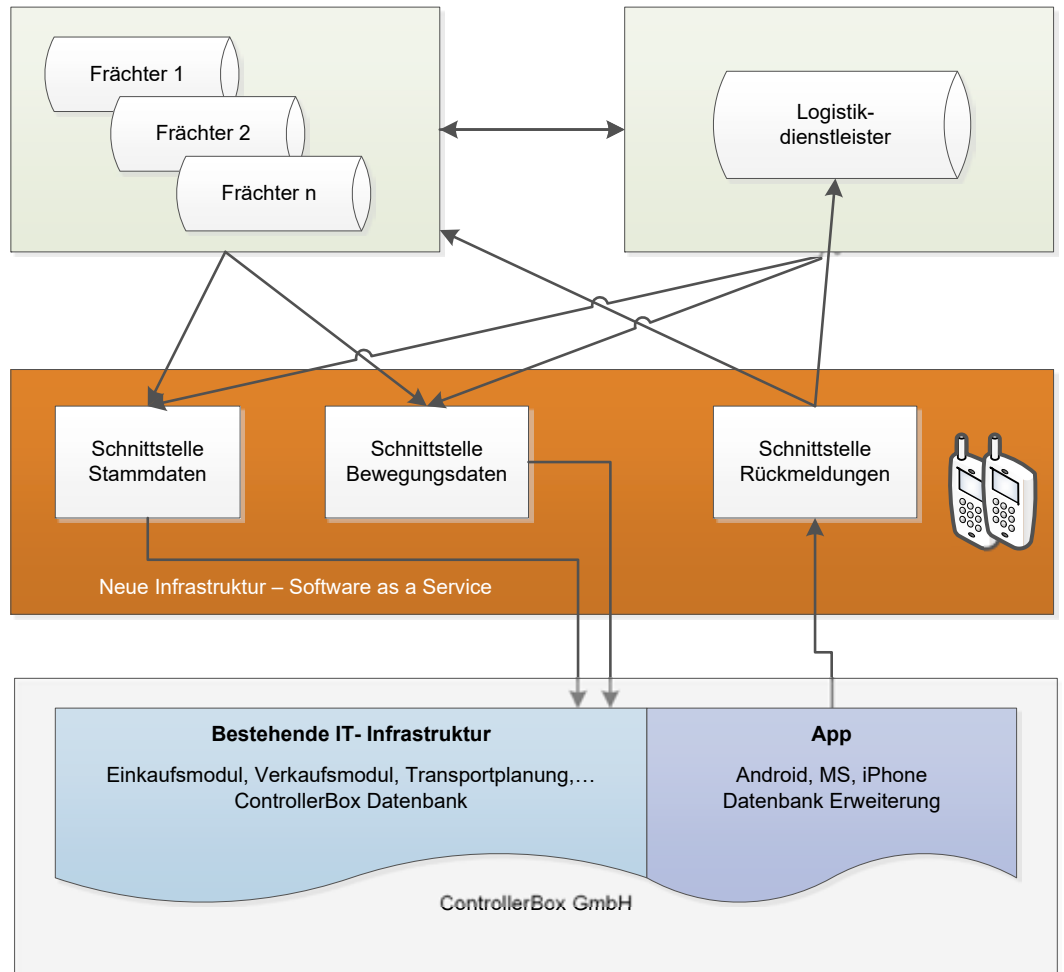 Frächter 1
Frächter 2
Frächter n
Logistik-
dienstleister
Schnittstelle
Stammdaten
Schnittstelle
Bewegungsdaten
Schnittstelle
Rückmeldungen
Neue Infrastruktur – Software as a Service
Bestehende IT- Infrastruktur
Einkaufsmodul, Verkaufsmodul, Transportplanung,…
ControllerBox Datenbank
App
Android, MS, iPhone
Datenbank Erweiterung
ControllerBox GmbH